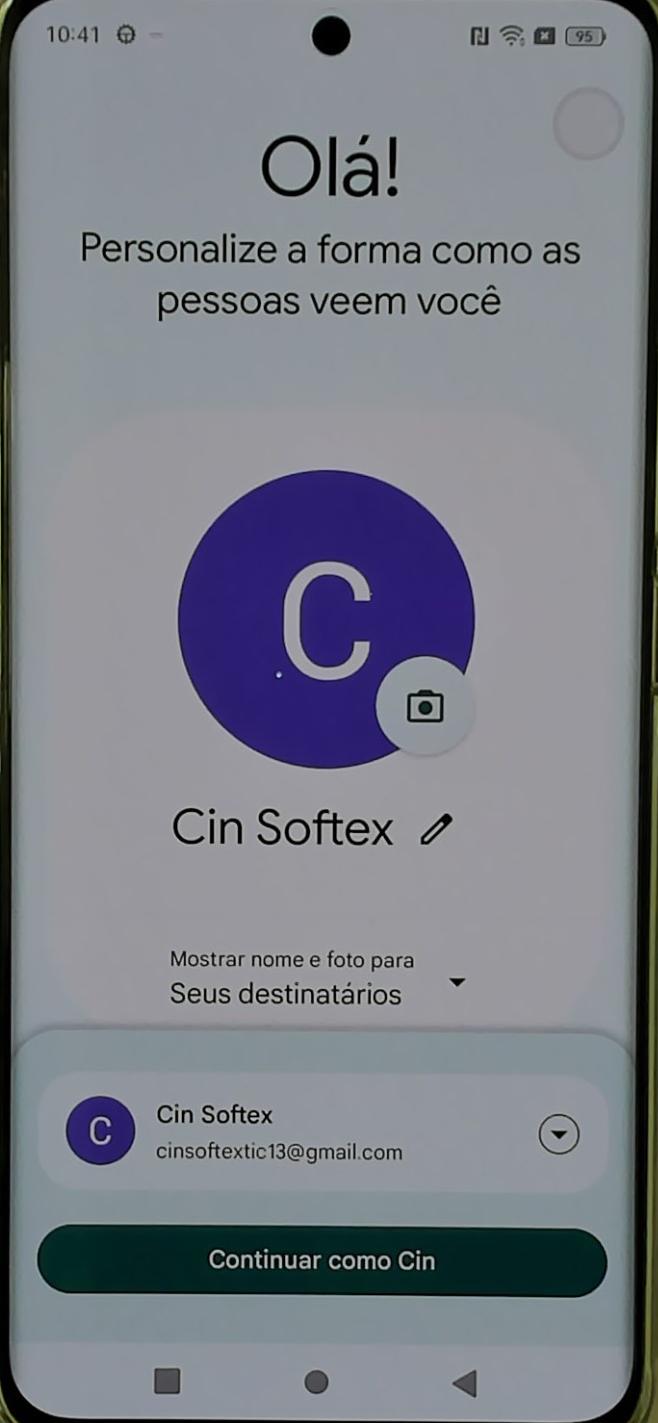 10:41
95
Olá!
Personalize a forma como as
pessoas veem você
C
Cin Softex
Mostrar nome e foto para
Seus destinatários
C
Cin Softex
cinsoftextic13@gmail.com
Continuar como Cin